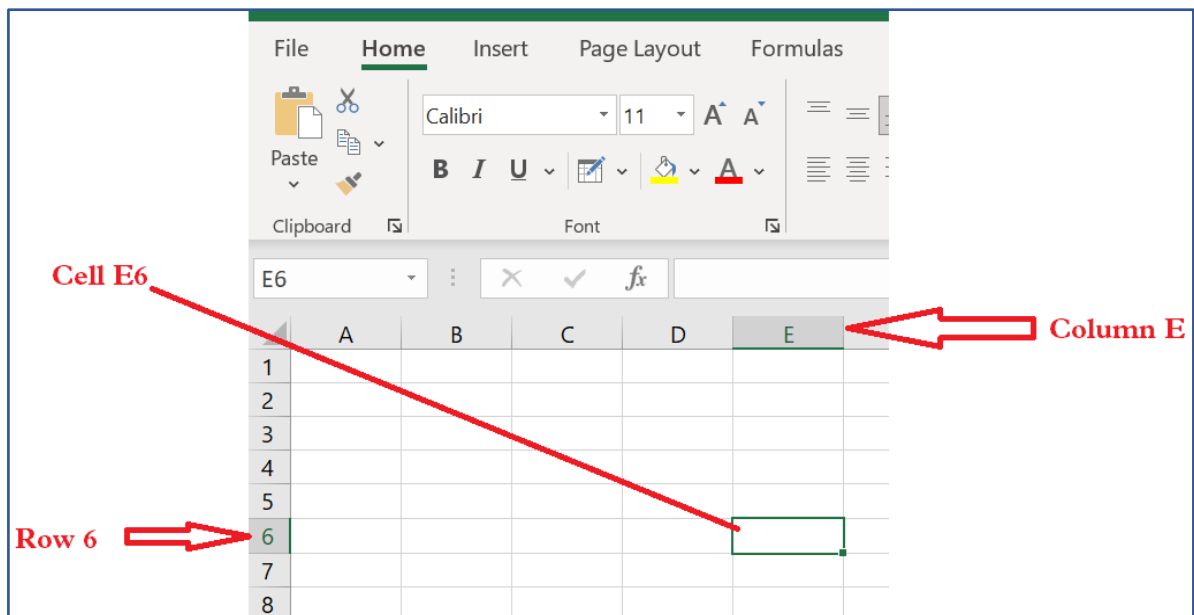 File Home Insert Page Layout Formulas
Calibri 11 A A
Paste
B I U A
Clipboard Font
Cell E6
E6 fx
A B C D E
Column E
1
2
3
4
5
Row 6
6
7
8